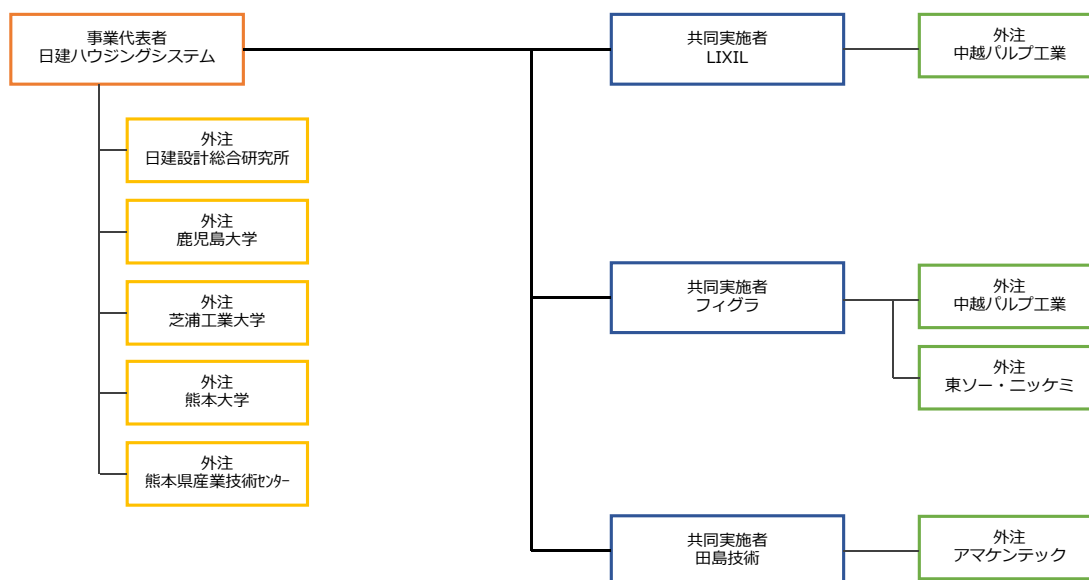 事業代表者
日建ハウジングシステム
外注
日建設計総合研究所
外注
鹿児島大学
外注
芝浦工業大学
外注
熊本大学
外注
熊本県産業技術ｾﾝﾀｰ
共同実施者
LIXIL
外注
中越パルプ工業
共同実施者
フィグラ
外注
中越パルプ工業
外注
東ソー・ニッケミ
共同実施者
田島技術
外注
アマケンテック